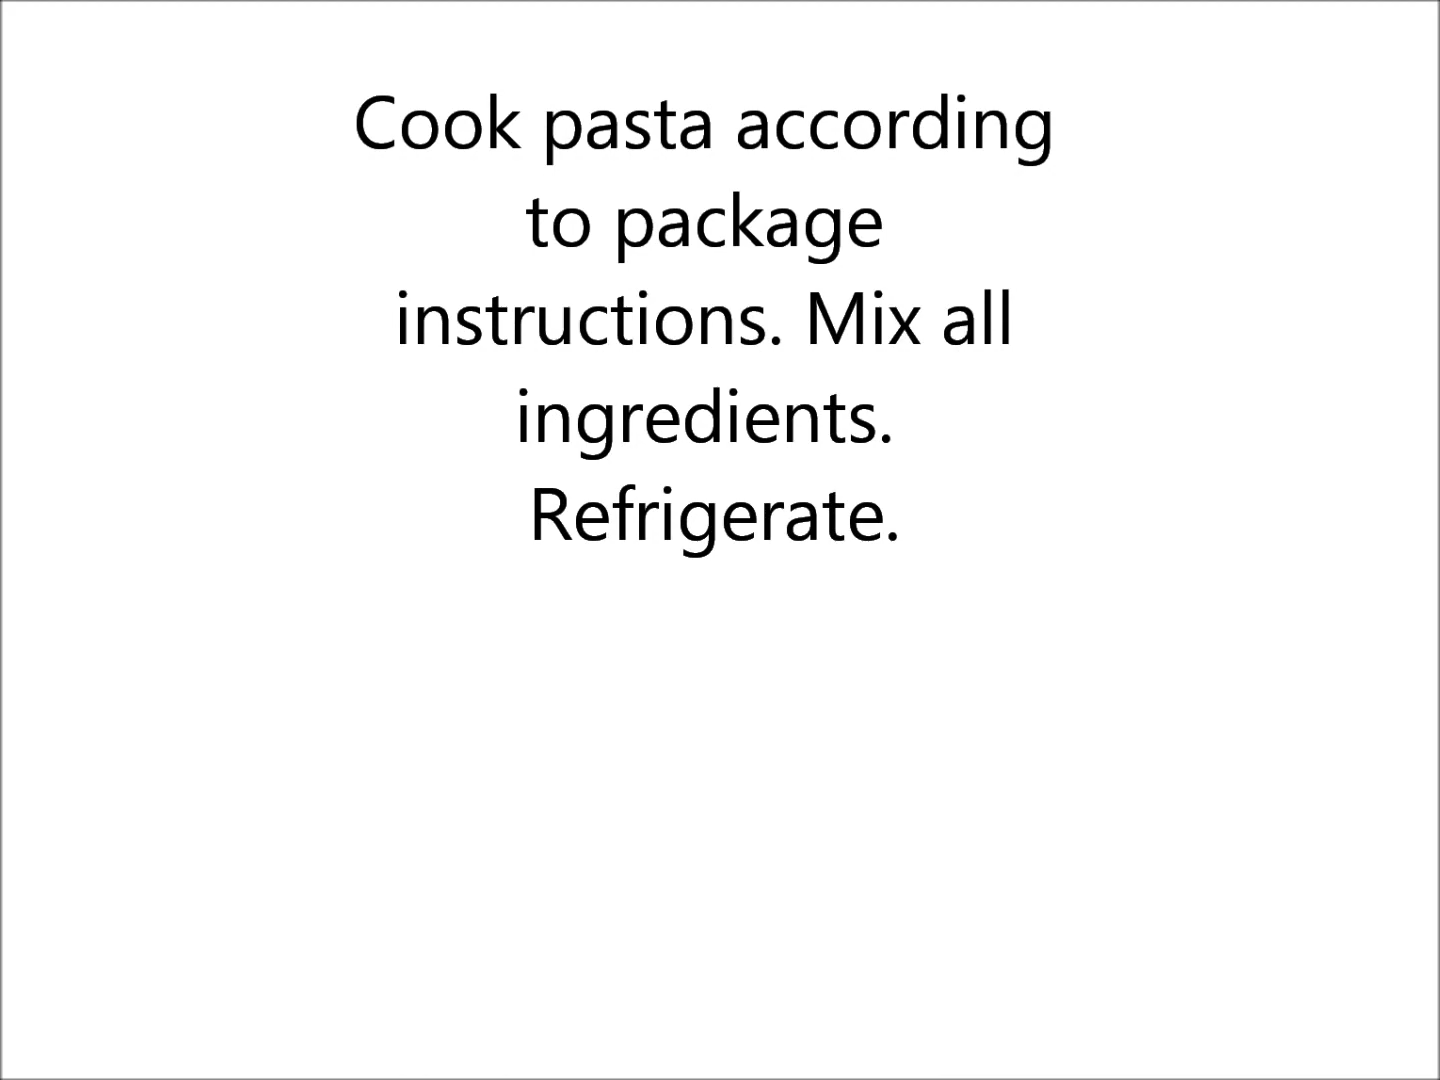 Cook pasta according
to package
instructions. Mix all
ingredients.
Refrigerate.